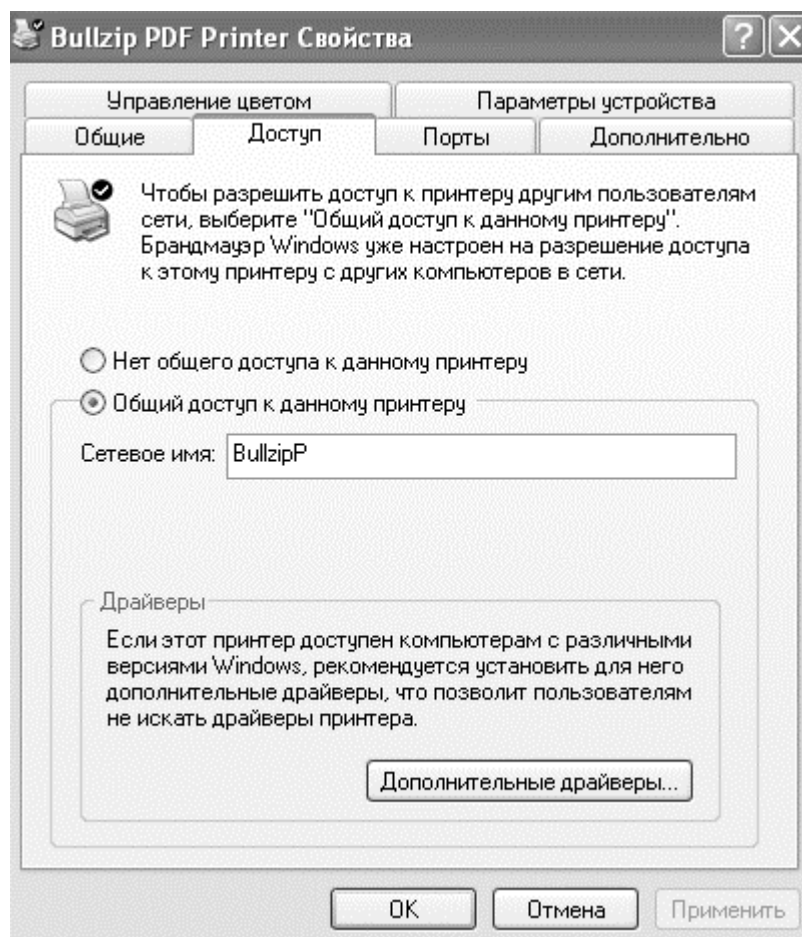 Bullzip PDF Printer Свойства
Управление цветом
Параметры устройства
Общие
Доступ
Порты
Дополнительно
Чтобы разрешить доступ к принтеру другим пользователям
сети, выберите "Общий доступ к данному принтеру".
Брандмауэр Windows уже настроен на разрешение доступа
к этому принтеру с других компьютеров в сети.
Нет общего доступа к данному принтеру
Общий доступ к данному принтеру
Сетевое имя: BullzipP
Драйверы
Если этот принтер доступен компьютерам с различными
версиями Windows, рекомендуется установить для него
дополнительные драйверы, что позволит пользователям
не искать драйверы принтера.
Дополнительные драйверы...
OK
Отмена
Применить